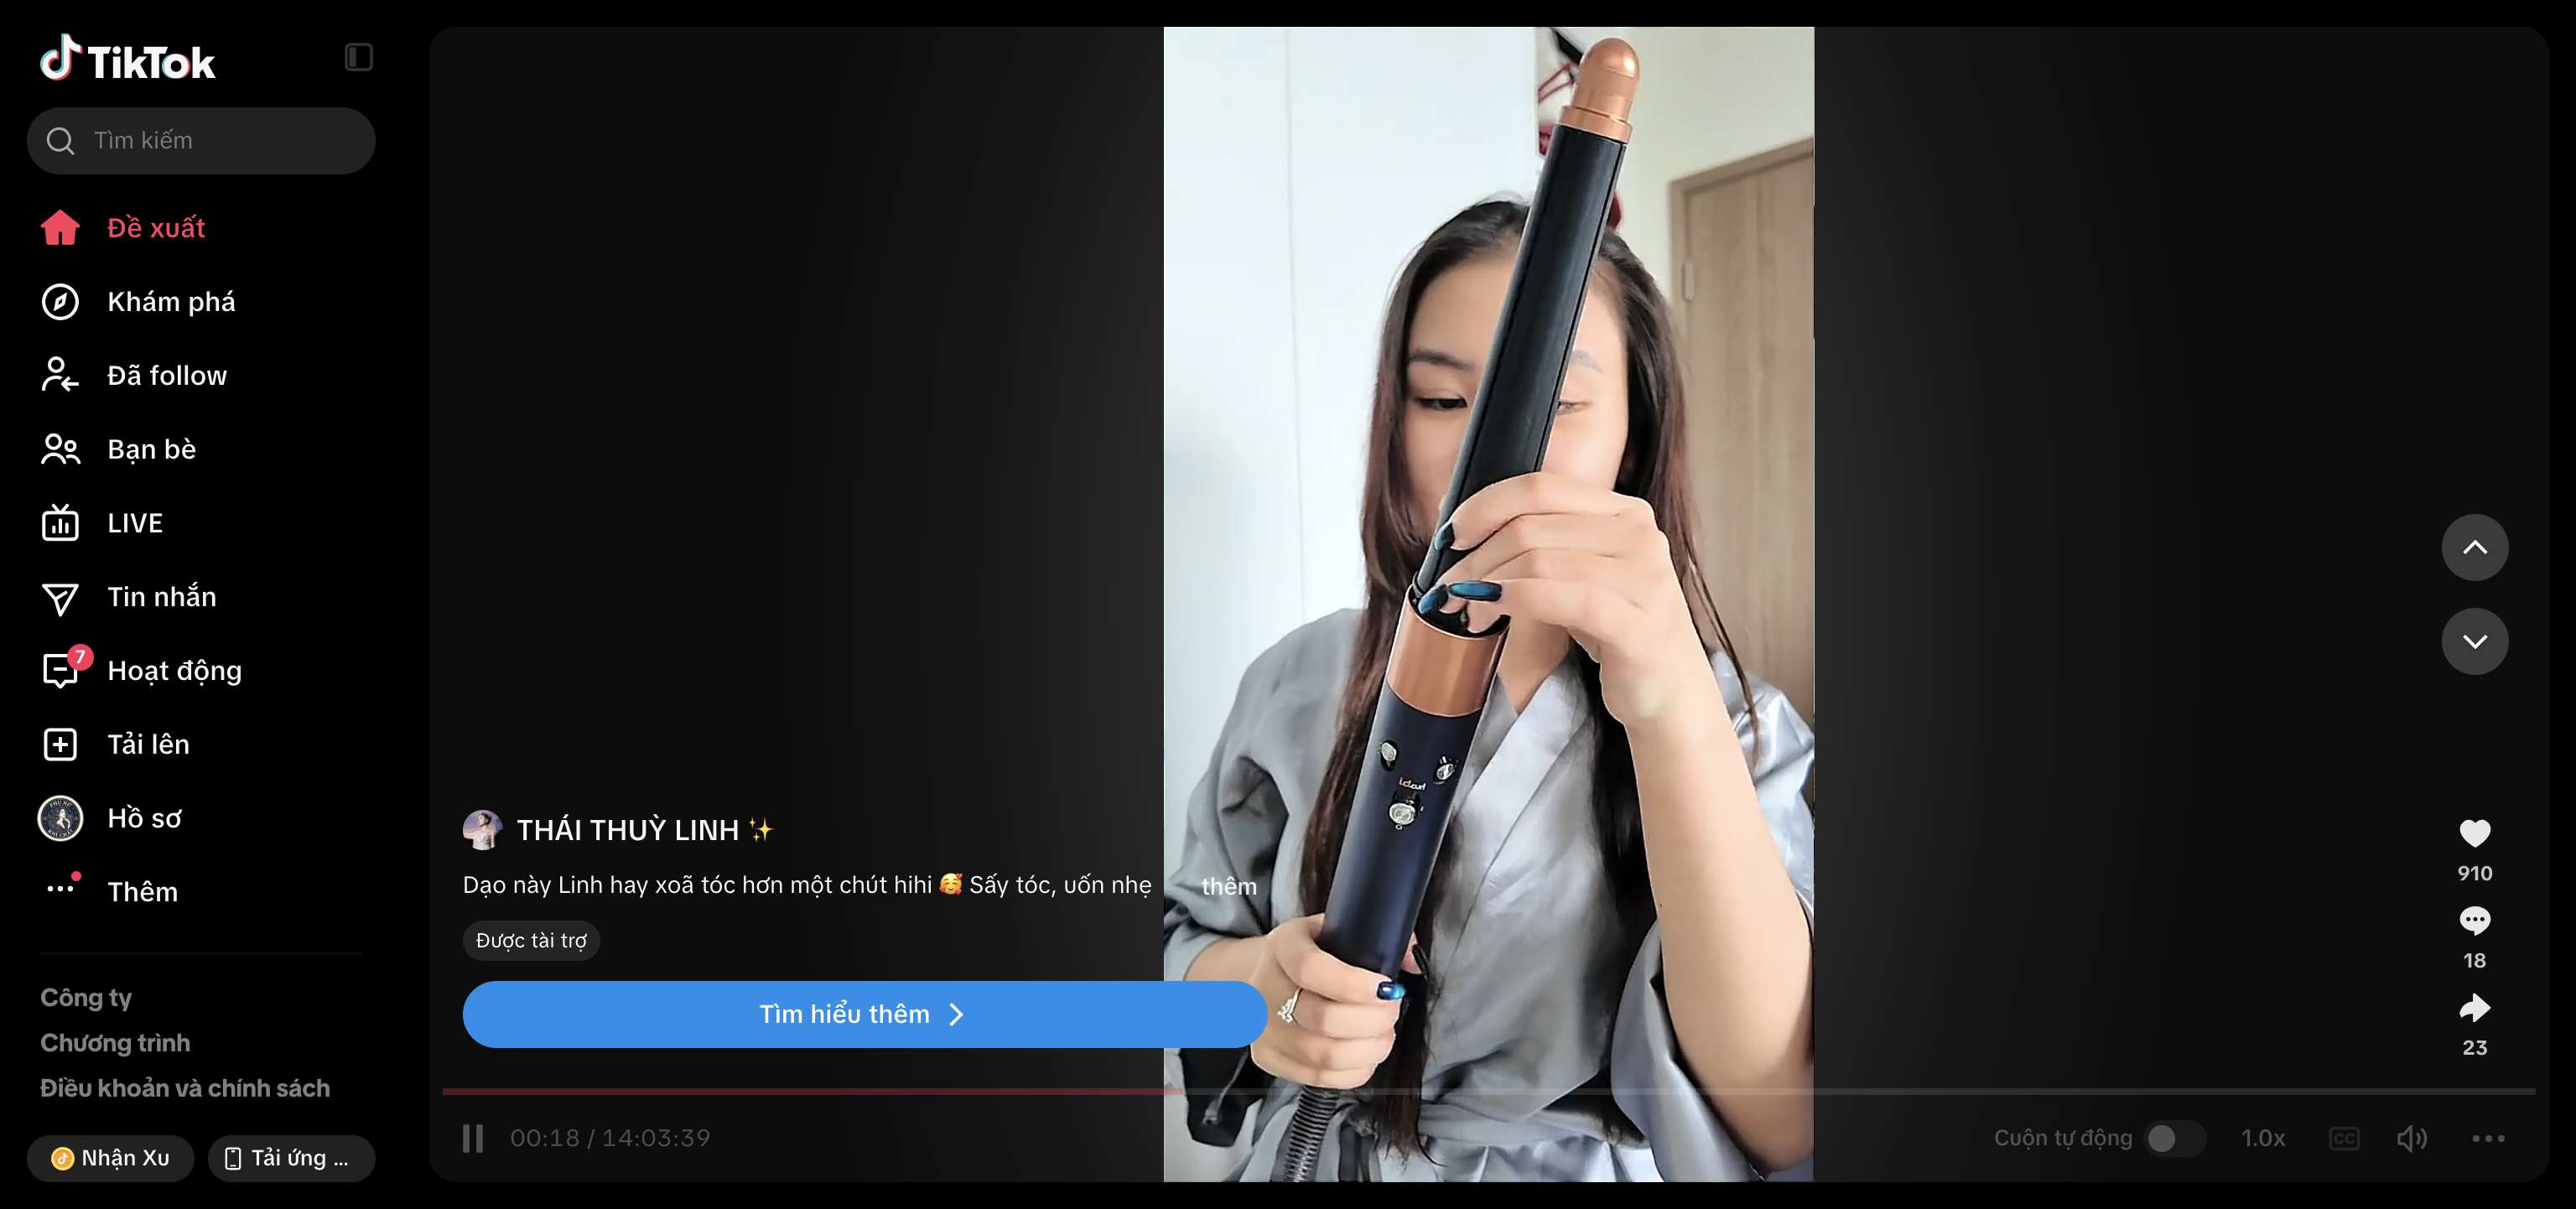 TikTok
Tìm kiếm
Đề xuất
Khám phá
Đã follow
Bạn bè
LIVE
Tin nhắn
7
Hoạt động
Tải lên
Hồ sơ
Thêm
Công ty
Chương trình
Điều khoản và chính sách
Nhận Xu
Tải ứng ...
THÁI THUỲ LINH ✨
Dạo này Linh hay xoã tóc hơn một chút hihi 🥰 Sấy tóc, uốn nhẹ thêm
Được tài trợ
Tìm hiểu thêm
00:18 / 14:03:39
910
18
23
Cuộn tự động
1.0x
CC